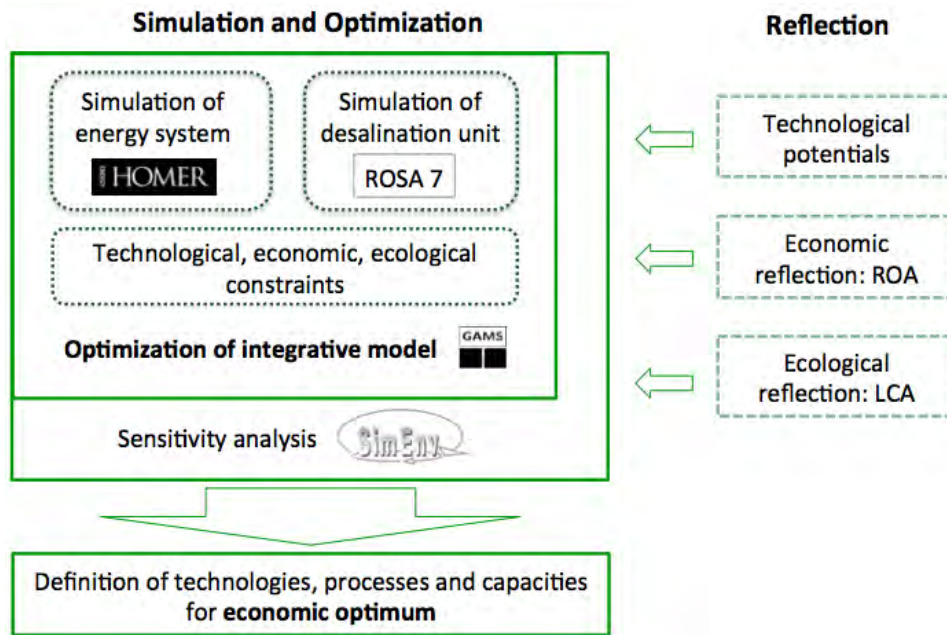 Simulation and Optimization
Reflection
Simulation of
energy system
HOMER
Simulation of
desalination unit
ROSA 7
Technological, economic, ecological
constraints
Optimization of integrative model
GAMS
Sensitivity analysis
SimEnv
Technological
potentials
Economic
reflection: ROA
Ecological
reflection: LCA
Definition of technologies, processes and capacities
for economic optimum